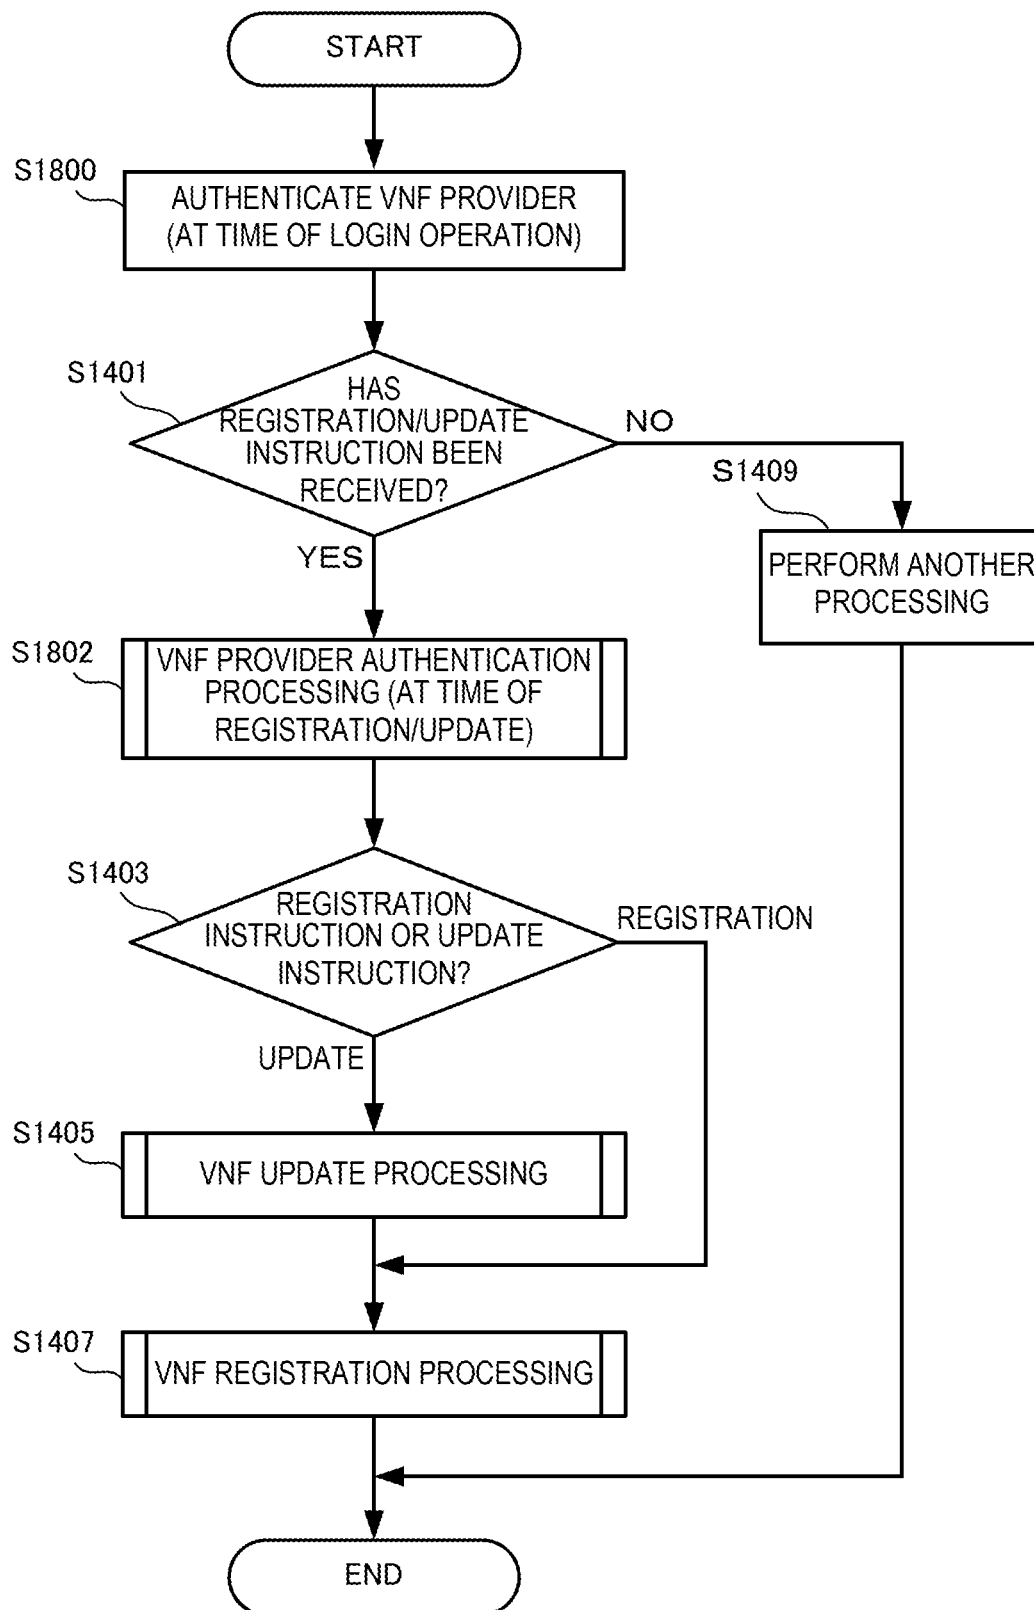 START
S1800
AUTHENTICATE VNF PROVIDER
(AT TIME OF LOGIN OPERATION)
S1401
HAS
REGISTRATION/UPDATE
INSTRUCTION BEEN
RECEIVED?
NO
YES
S1409
PERFORM ANOTHER
PROCESSING
S1802
VNF PROVIDER AUTHENTICATION
PROCESSING (AT TIME OF
REGISTRATION/UPDATE)
S1403
REGISTRATION
INSTRUCTION OR UPDATE
INSTRUCTION?
REGISTRATION
UPDATE
S1405
VNF UPDATE PROCESSING
S1407
VNF REGISTRATION PROCESSING
END